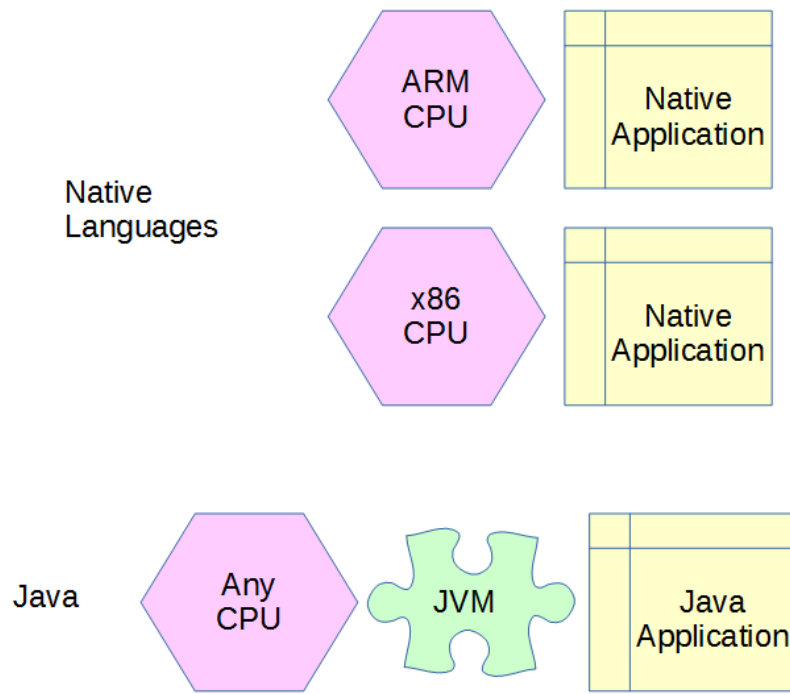 ARM
CPU
Native
Application
Native
Languages
x86
CPU
Native
Application
Java
Any
CPU
JVM
Java
Application